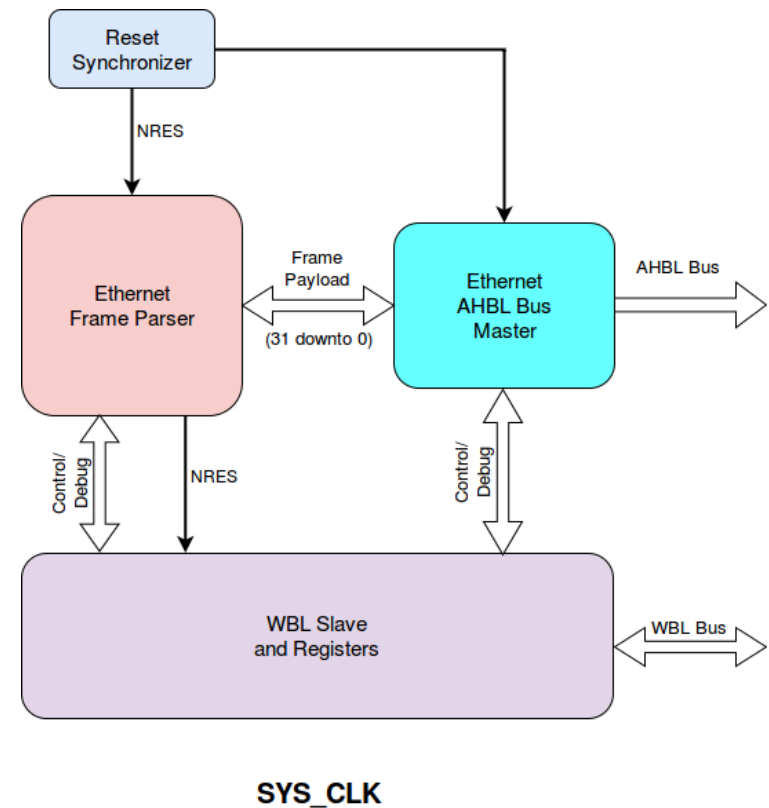 Reset
Synchronizer
NRES
Ethernet
Frame Parser
Frame
Payload
(31 downto 0)
Ethernet
AHBL Bus
Master
AHBL Bus
Control/
Debug
NRES
Control/
Debug
WBL Slave
and Registers
WBL Bus
SYS_CLK